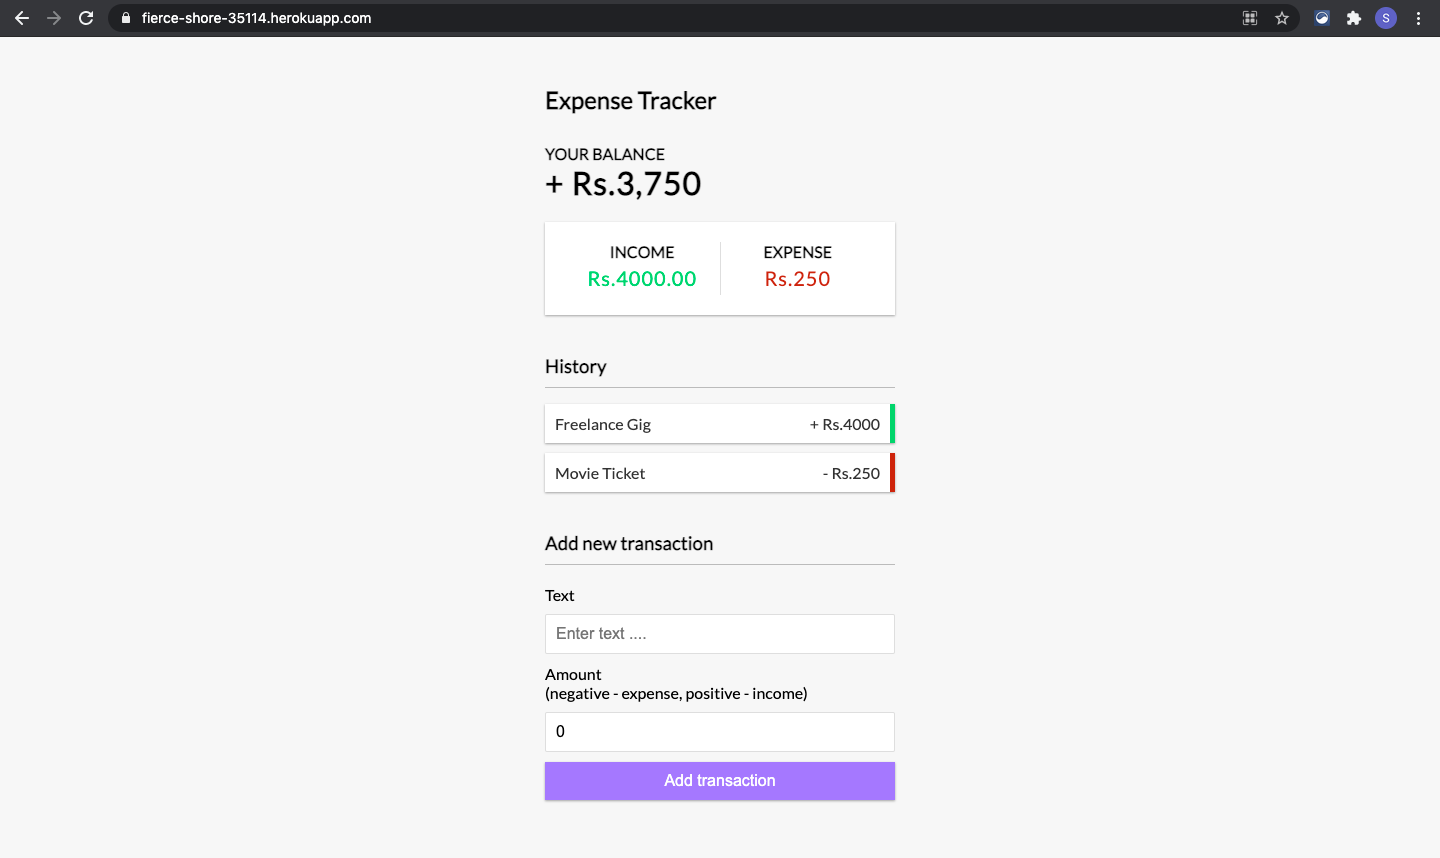 fierce-shore-35114.herokuapp.com
S
Expense Tracker
YOUR BALANCE
+ Rs.3,750
INCOME
EXPENSE
Rs.4000.00
Rs.250
History
Freelance Gig
+ Rs.4000
Movie Ticket
- Rs.250
Add new transaction
Text
Enter text ....
Amount
(negative - expense, positive - income)
0
Add transaction